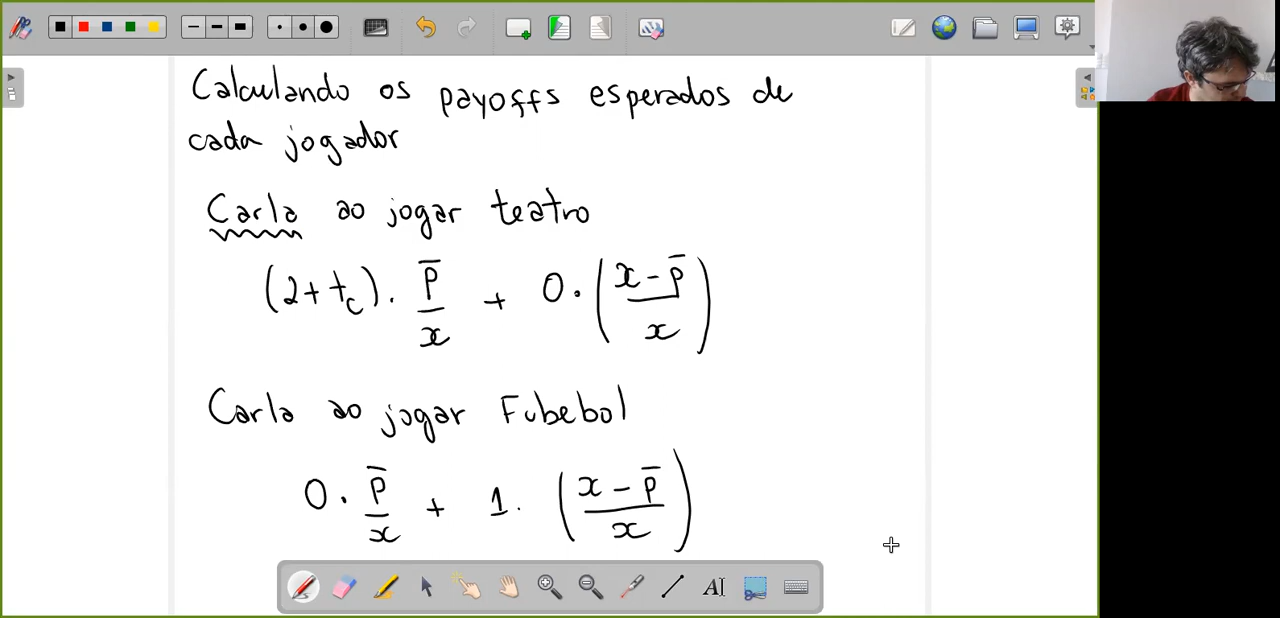 Calculando os payoffs esperados de
cada jogador
Carla ao jogar teatro
(2+t_c) · p̄/x + 0 · ((x-p̄)/x)
Carla ao jogar Futebol
0 · p̄/x + 1 · ((x-p̄)/x)